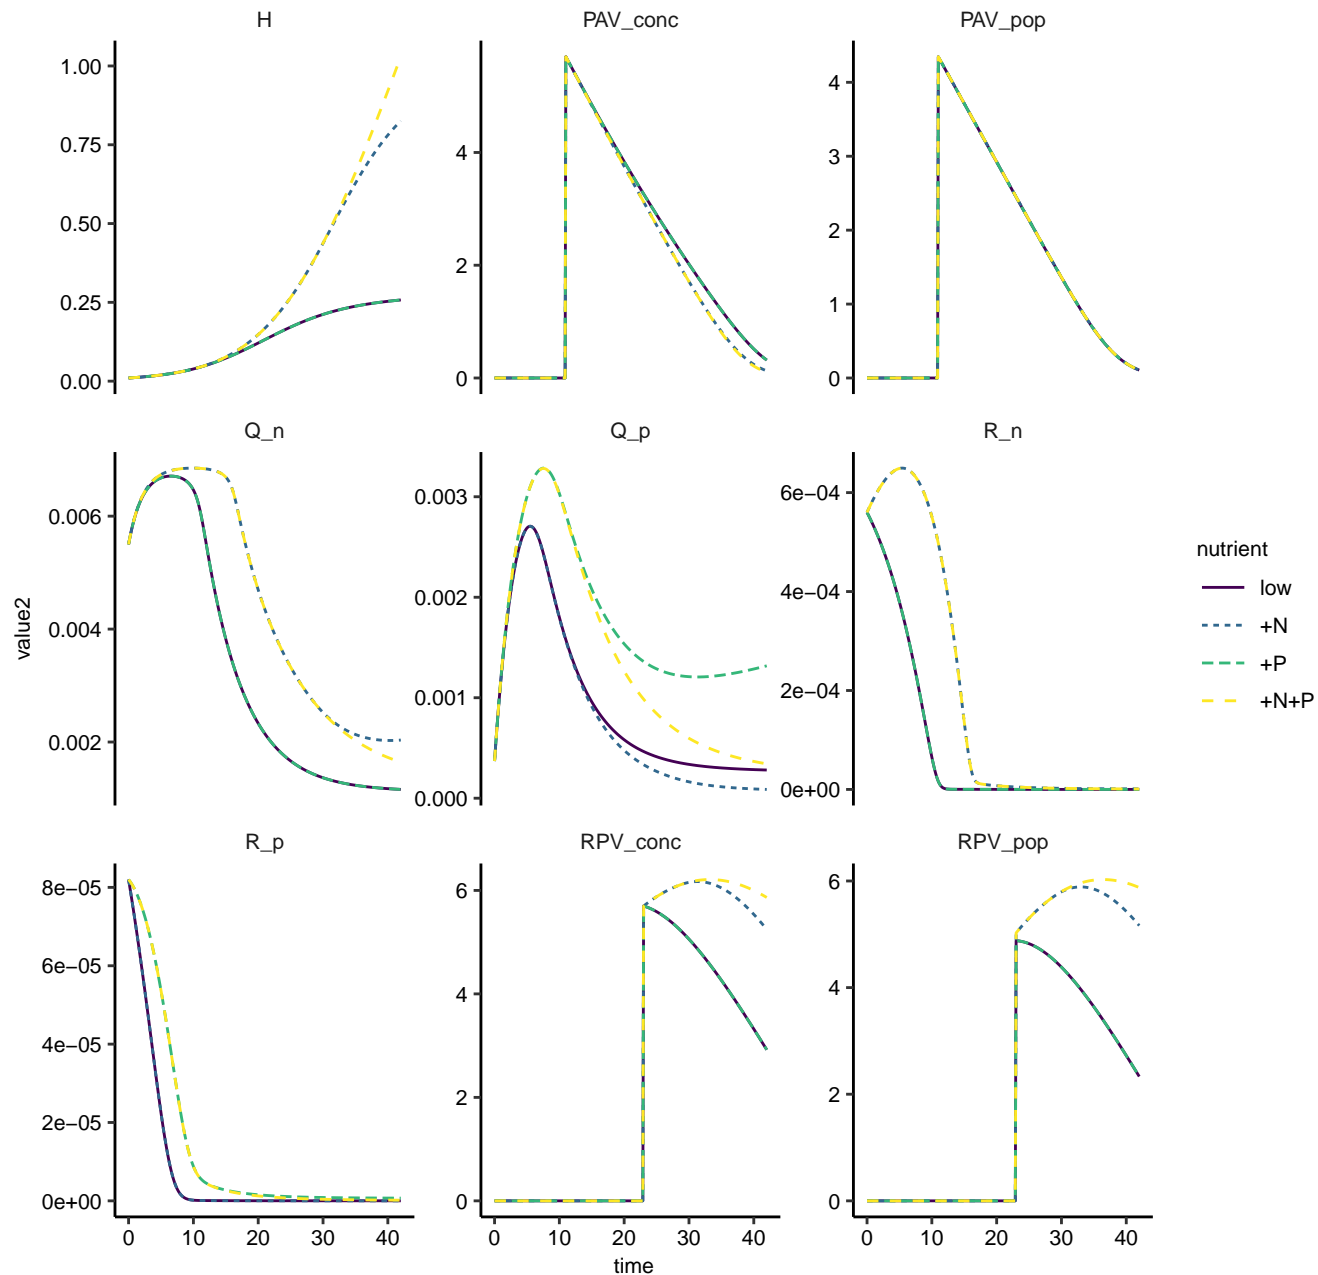 H
PAV_conc
PAV_pop
1.00
0.75
0.50
0.25
0.00
4
2
0
4
3
2
1
0
Q_n
Q_p
R_n
0.006
0.004
0.002
0.003
0.002
0.001
0.000
6e−04
4e−04
2e−04
0e+00
R_p
RPV_conc
RPV_pop
8e−05
6e−05
4e−05
2e−05
0e+00
6
4
2
0
6
4
2
0
0 10 20 30 40
0 10 20 30 40
0 10 20 30 40
time
value2
nutrient
low
+N
+P
+N+P